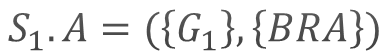 S₁.A = ({G₁},{BRA})